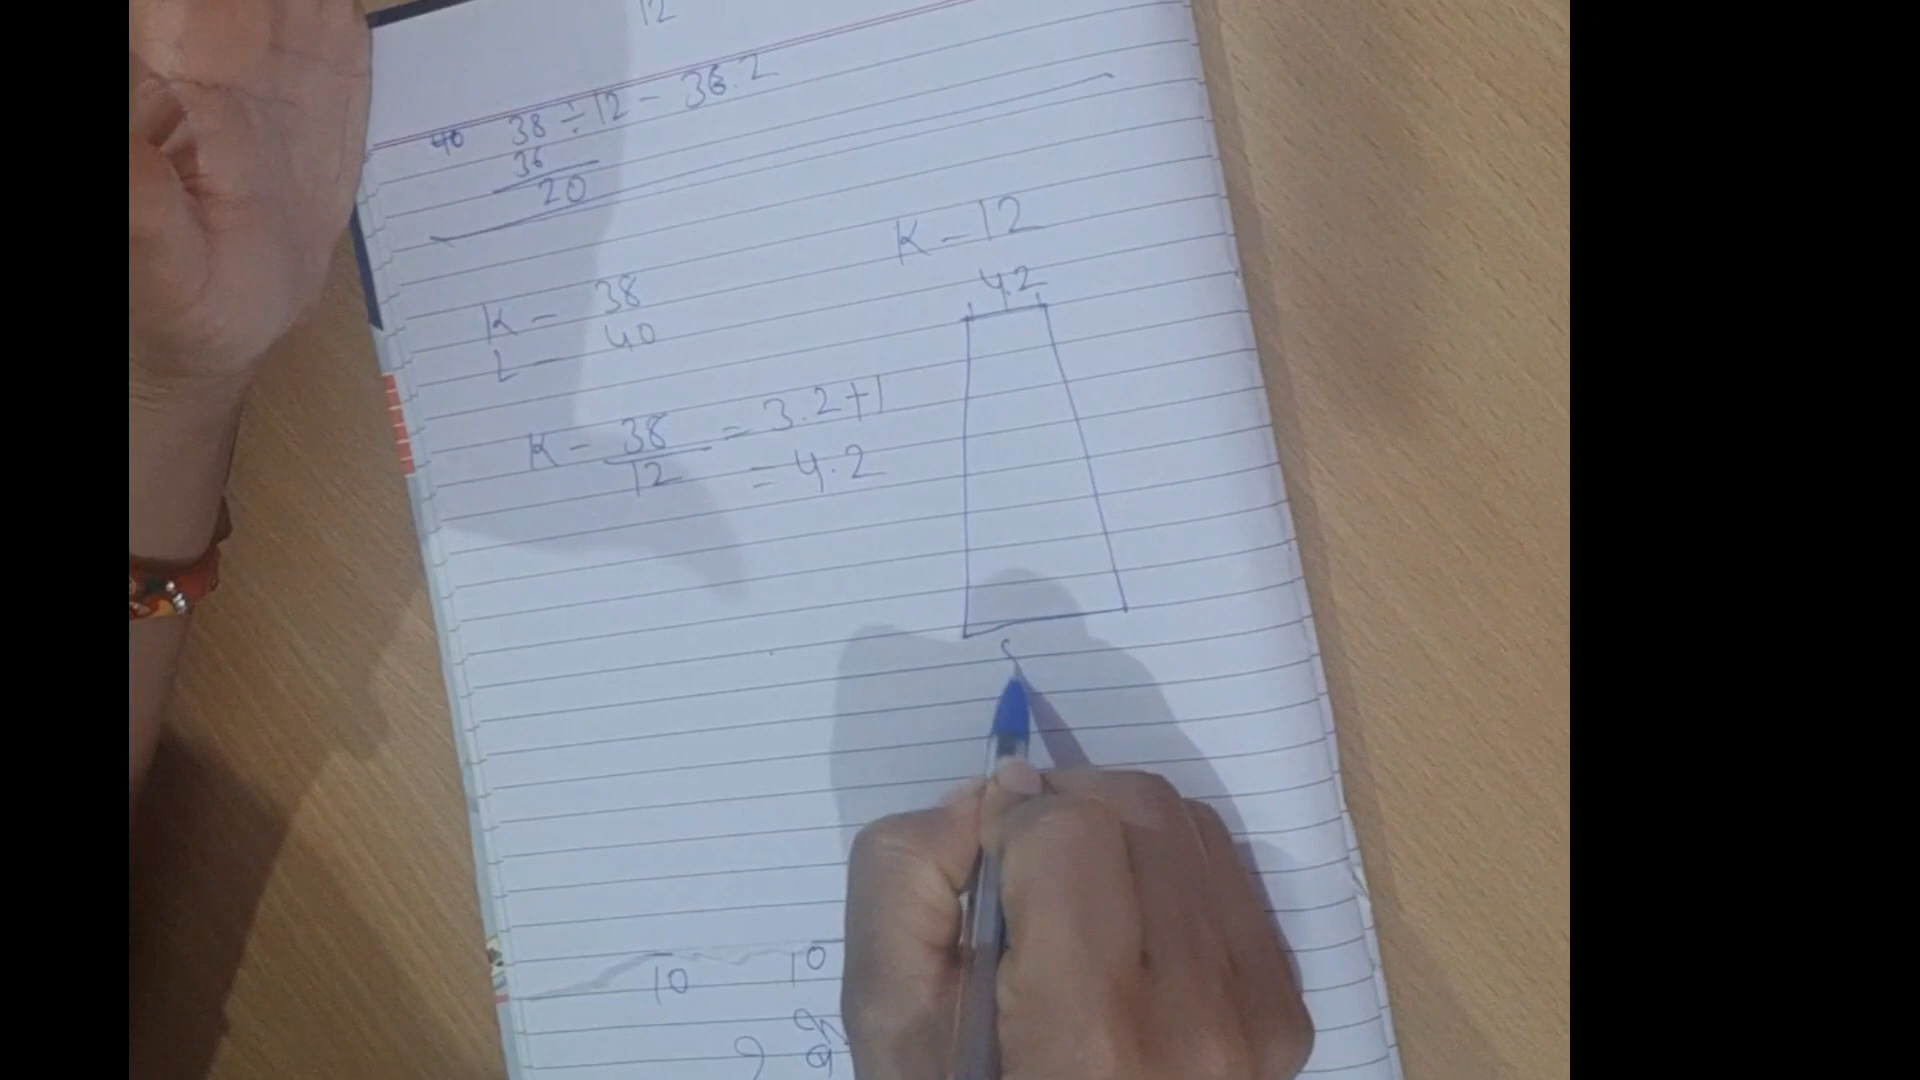 12
40 38 ÷ 12 - 36.2
36
20
K - 12
4.2
K - 38
L - 40
K - 38/12 = 3.2+1
= 4.2
10 10